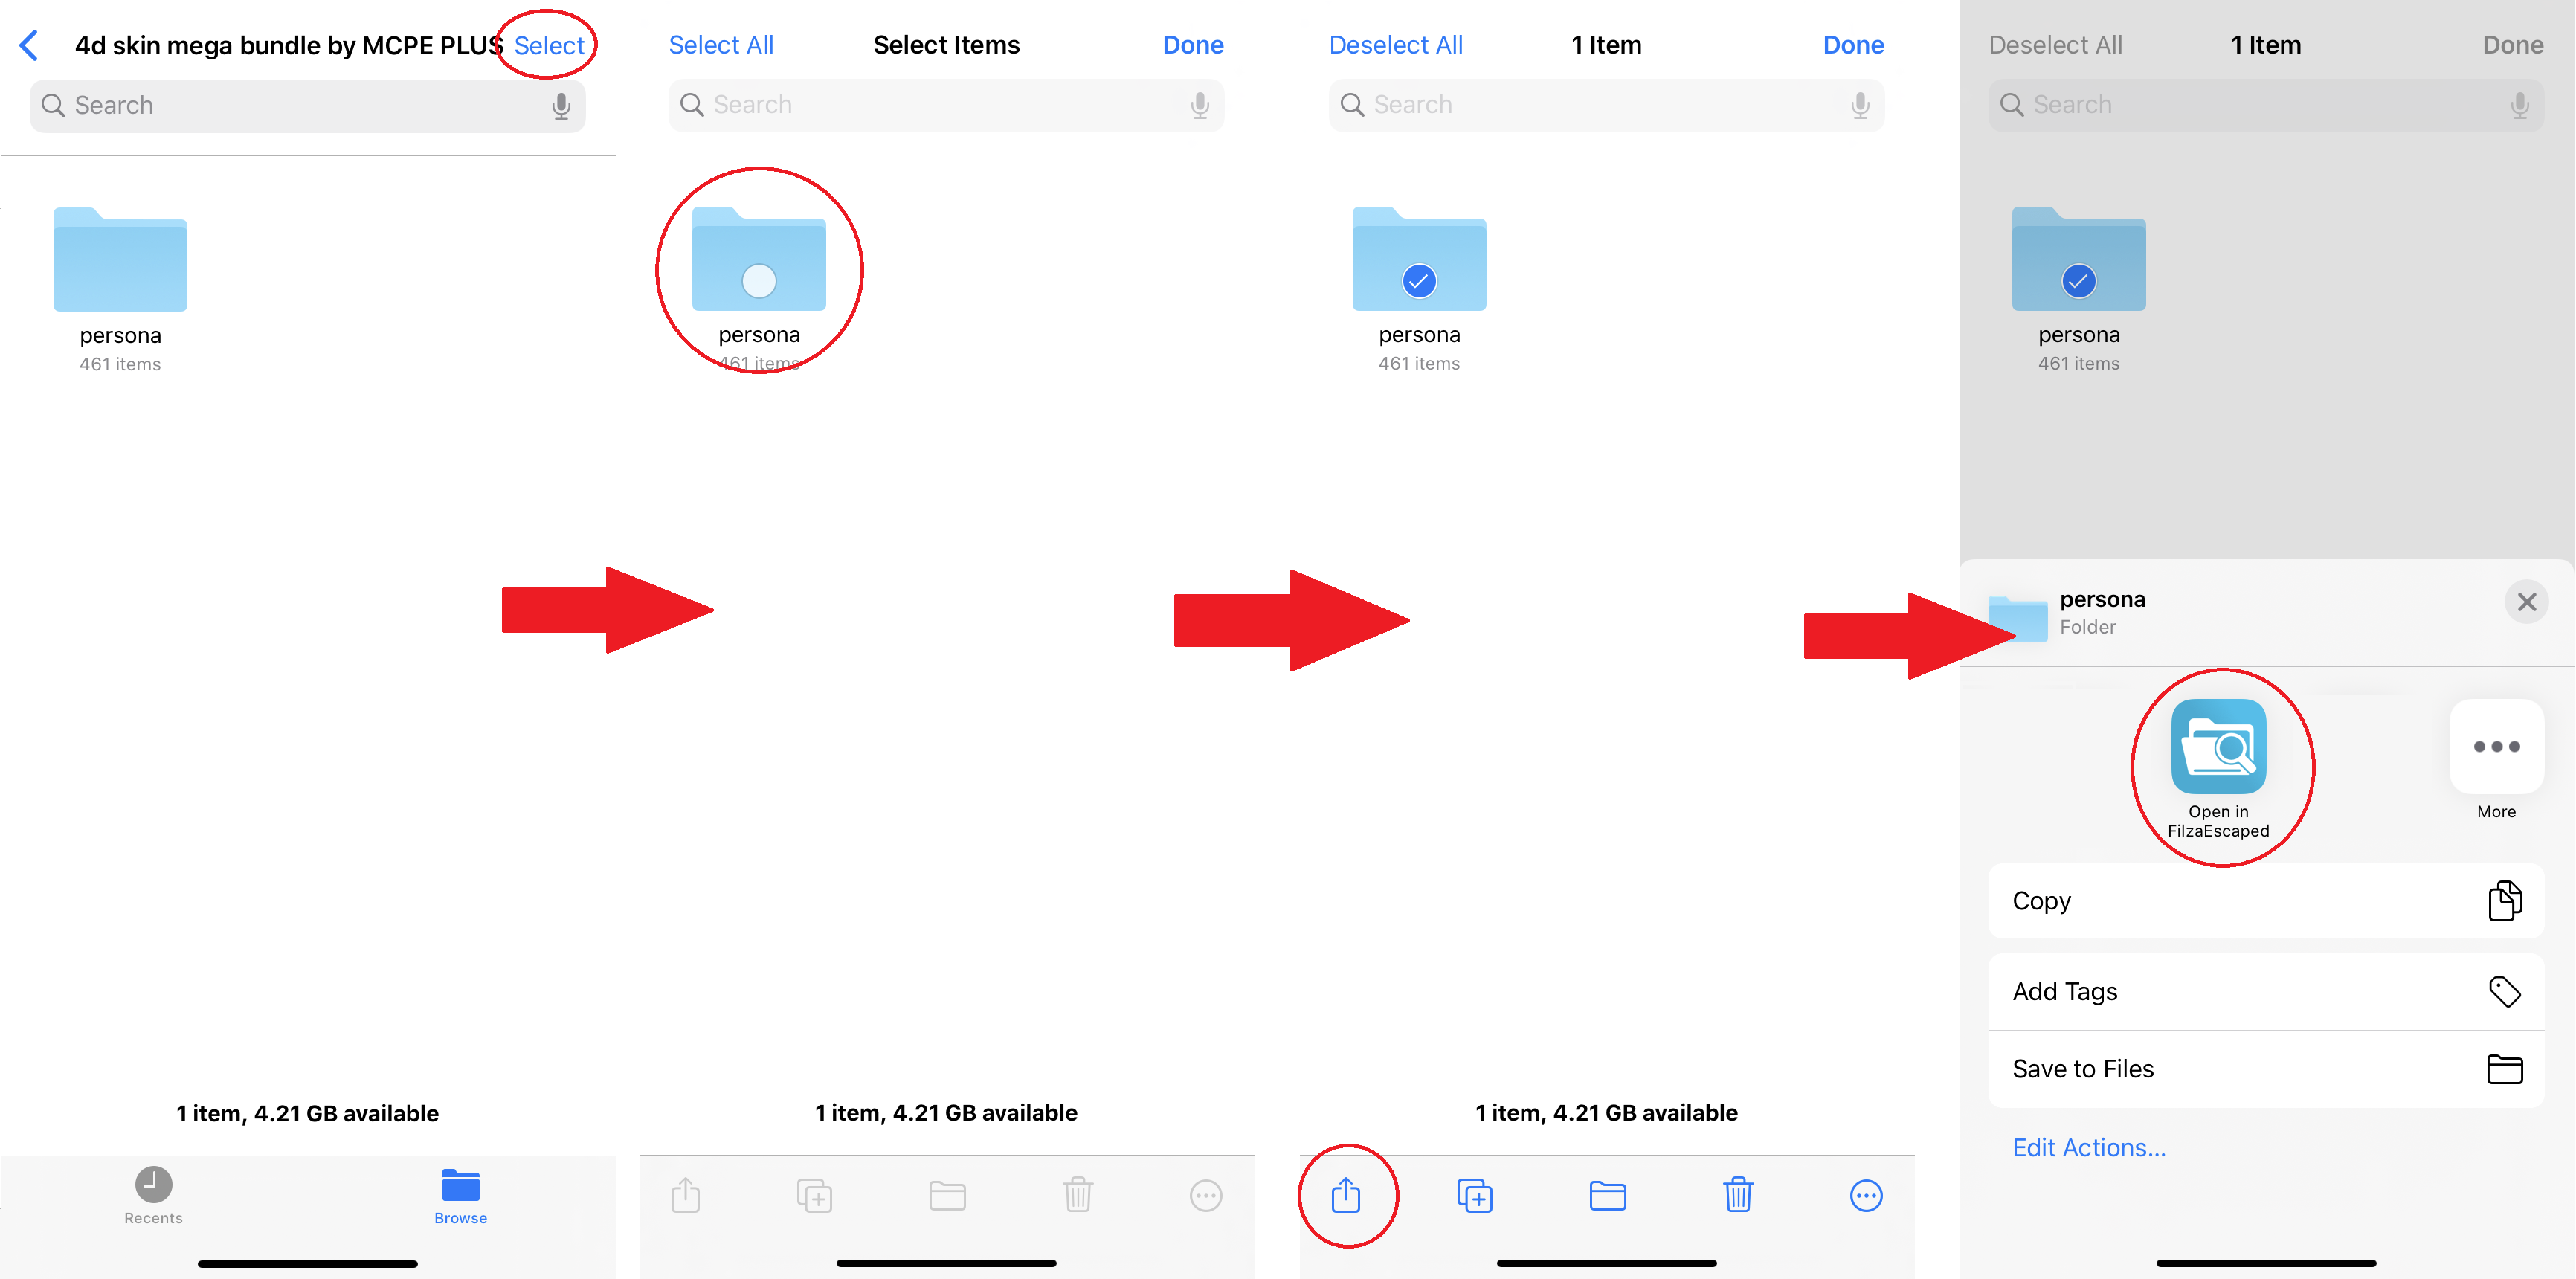 4d skin mega bundle by MCPE PLUS
Select
Search
persona
461 items
1 item, 4.21 GB available
Recents
Browse
Select All
Select Items
Done
Search
persona
461 items
1 item, 4.21 GB available
Deselect All
1 Item
Done
Search
persona
461 items
1 item, 4.21 GB available
Deselect All
1 Item
Done
Search
persona
461 items
persona
Folder
Open in
FilzaEscaped
More
Copy
Add Tags
Save to Files
Edit Actions...